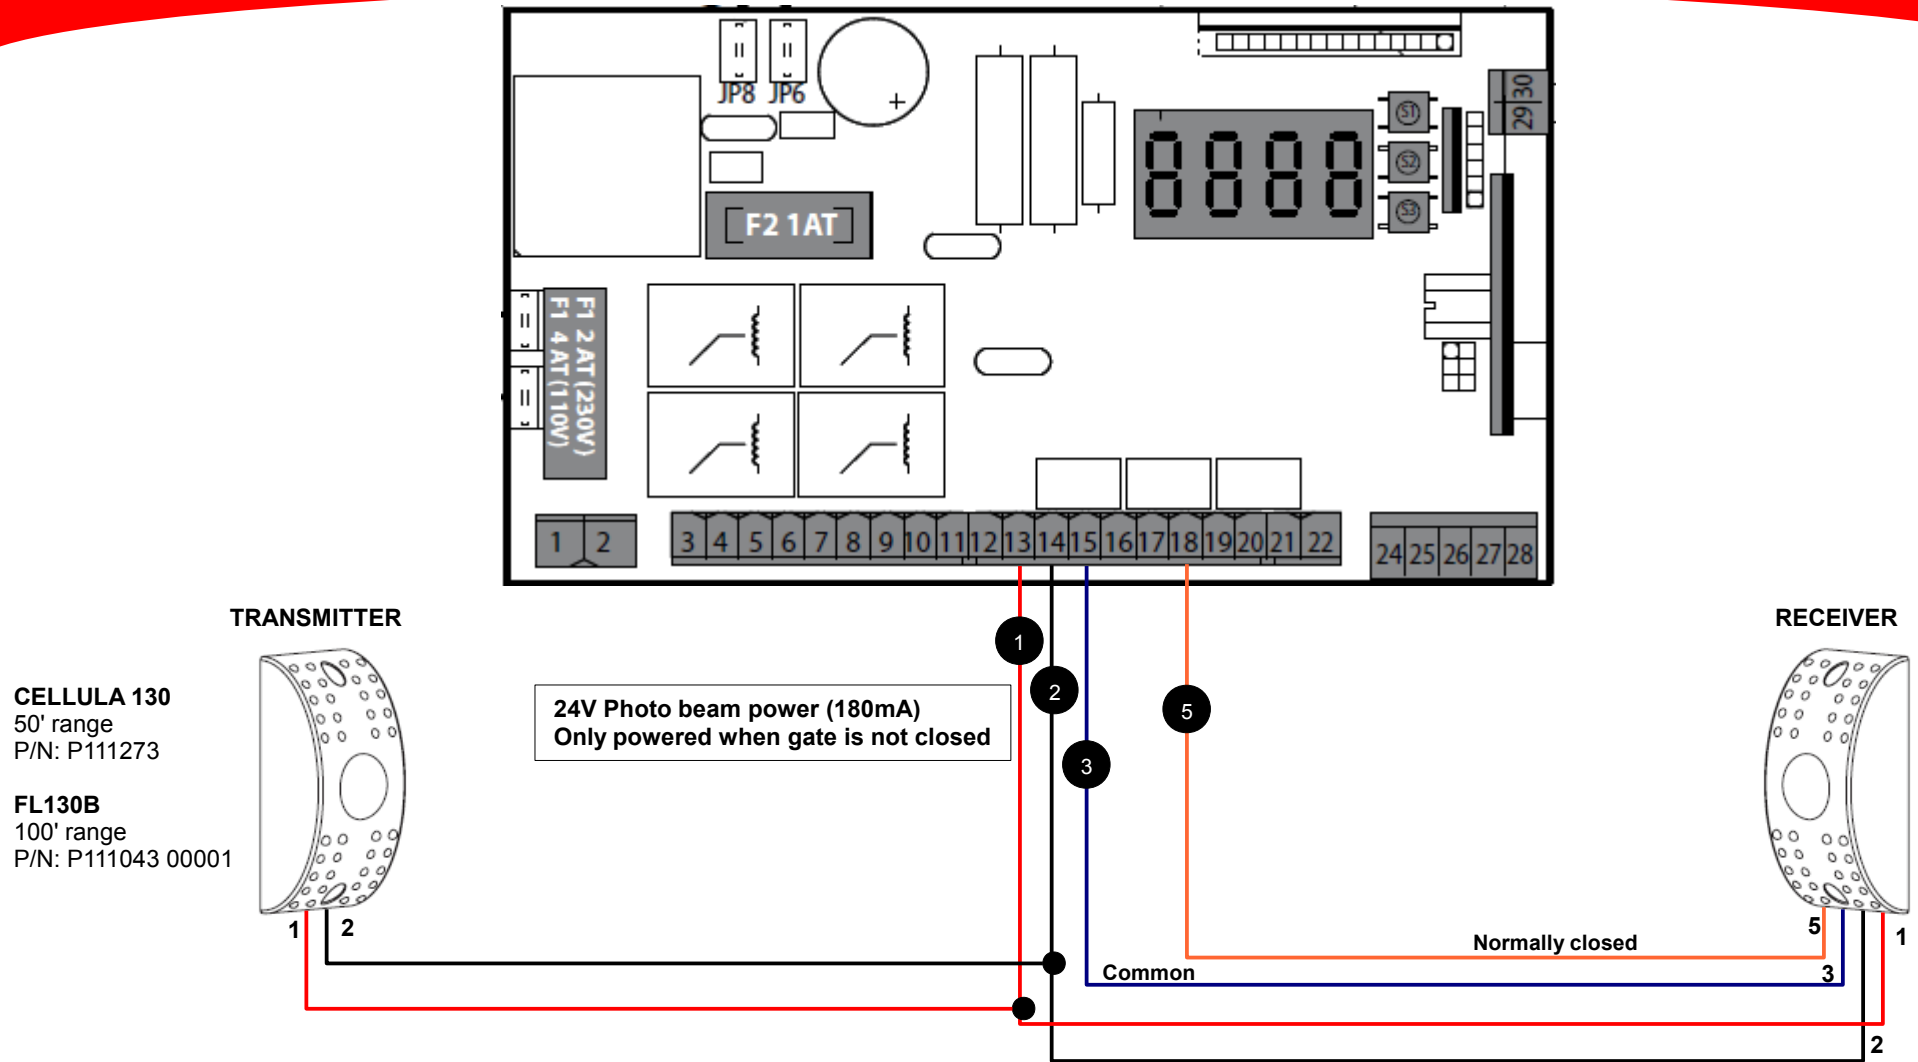 JP8 JP6
30
29
S1
S2
S3
F2 1AT
F1 2 AT (230V)
F1 4 AT (110V)
1 2
3 4 5 6 7 8 9 10 11 12 13 14 15 16 17 18 19 20 21 22
24 25 26 27 28
TRANSMITTER
RECEIVER
1
2
3
5
CELLULA 130
50' range
P/N: P111273
FL130B
100' range
P/N: P111043 00001
24V Photo beam power (180mA)
Only powered when gate is not closed
1 2
5
1
Normally closed
Common
3
2